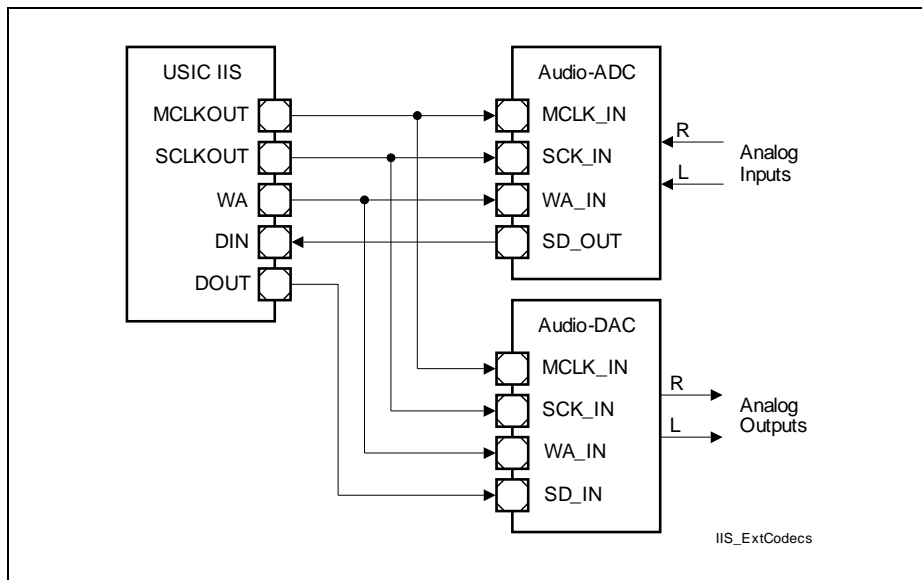 USIC IIS
MCLKOUT
SCLKOUT
WA
DIN
DOUT
Audio-ADC
MCLK_IN
SCK_IN
WA_IN
SD_OUT
R
L
Analog
Inputs
Audio-DAC
MCLK_IN
SCK_IN
WA_IN
SD_IN
R
L
Analog
Outputs
IIS_ExtCodecs